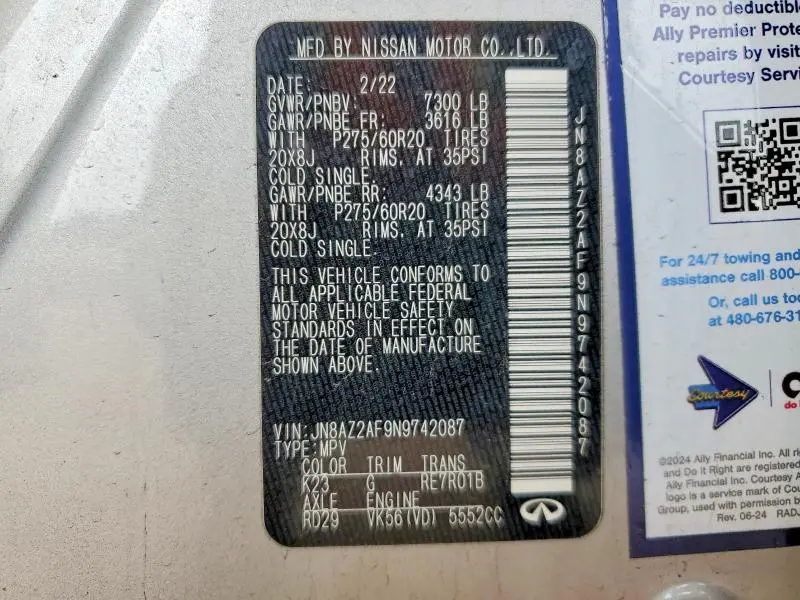 MFD BY NISSAN MOTOR CO.,LTD.
DATE: 2/22
GVWR/PNBV: 7300 LB
GAWR/PNBE FR: 3616 LB
WITH P275/60R20 TIRES
20X8J RIMS. AT 35PSI
COLD SINGLE.
GAWR/PNBE RR: 4343 LB
WITH P275/60R20 TIRES
20X8J RIMS. AT 35PSI
COLD SINGLE.
THIS VEHICLE CONFORMS TO
ALL APPLICABLE FEDERAL
MOTOR VEHICLE SAFETY
STANDARDS IN EFFECT ON
THE DATE OF MANUFACTURE
SHOWN ABOVE.
VIN: JN8AZ2AF9N9742087
TYPE: MPV
COLOR TRIM TRANS
K23 G RE7R01B
AXLE ENGINE
RD29 VK56(VD) 5552CC
JN8AZ2AF9N9742087
Pay no deductible
Ally Premier Prote
repairs by visit
Courtesy Servi
For 24/7 towing and
assistance call 800-
Or, call us to
at 480-676-31
Courtesy
do
©2024 Ally Financial Inc. All ri
and Do It Right are registered
Ally Financial Inc. Courtesy A
logo is a service mark of Cou
Group, used with permission b
Rev. 06-24 RADJ